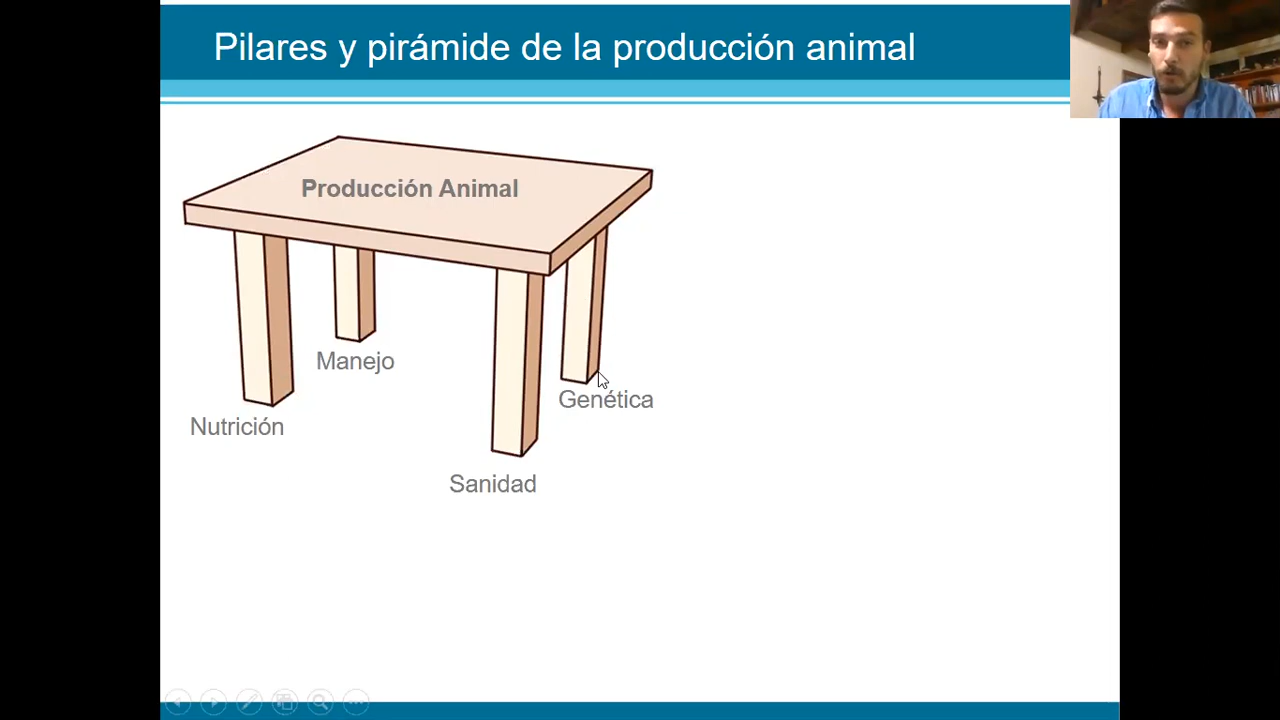 Pilares y pirámide de la producción animal
Producción Animal
Manejo
Genética
Nutrición
Sanidad